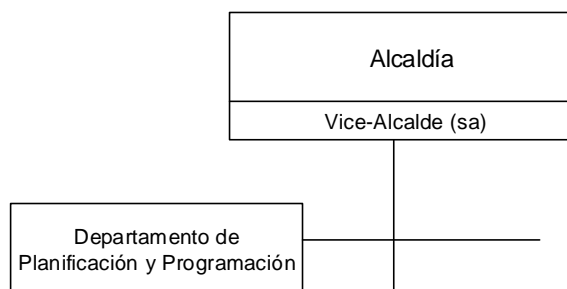 Alcaldía
Vice-Alcalde (sa)
Departamento de
Planificación y Programación